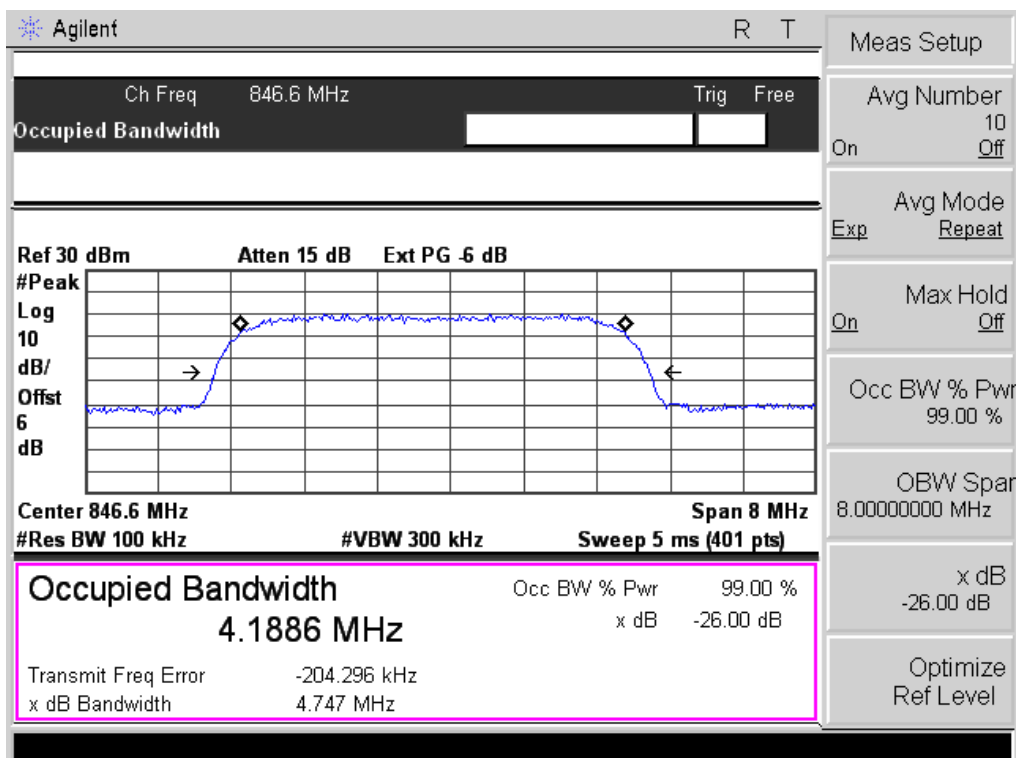 Agilent R T
Ch Freq 846.6 MHz Trig Free
Occupied Bandwidth
Ref 30 dBm Atten 15 dB Ext PG -6 dB
#Peak
Log
10
dB/
Offst
6
dB
Center 846.6 MHz Span 8 MHz
#Res BW 100 kHz #VBW 300 kHz Sweep 5 ms (401 pts)
Occupied Bandwidth Occ BW % Pwr 99.00 %
4.1886 MHz x dB -26.00 dB
Transmit Freq Error -204.296 kHz
x dB Bandwidth 4.747 MHz
Meas Setup
Avg Number
10
On Off
Avg Mode
Exp Repeat
Max Hold
On Off
Occ BW % Pwr
99.00 %
OBW Span
8.00000000 MHz
x dB
-26.00 dB
Optimize
Ref Level